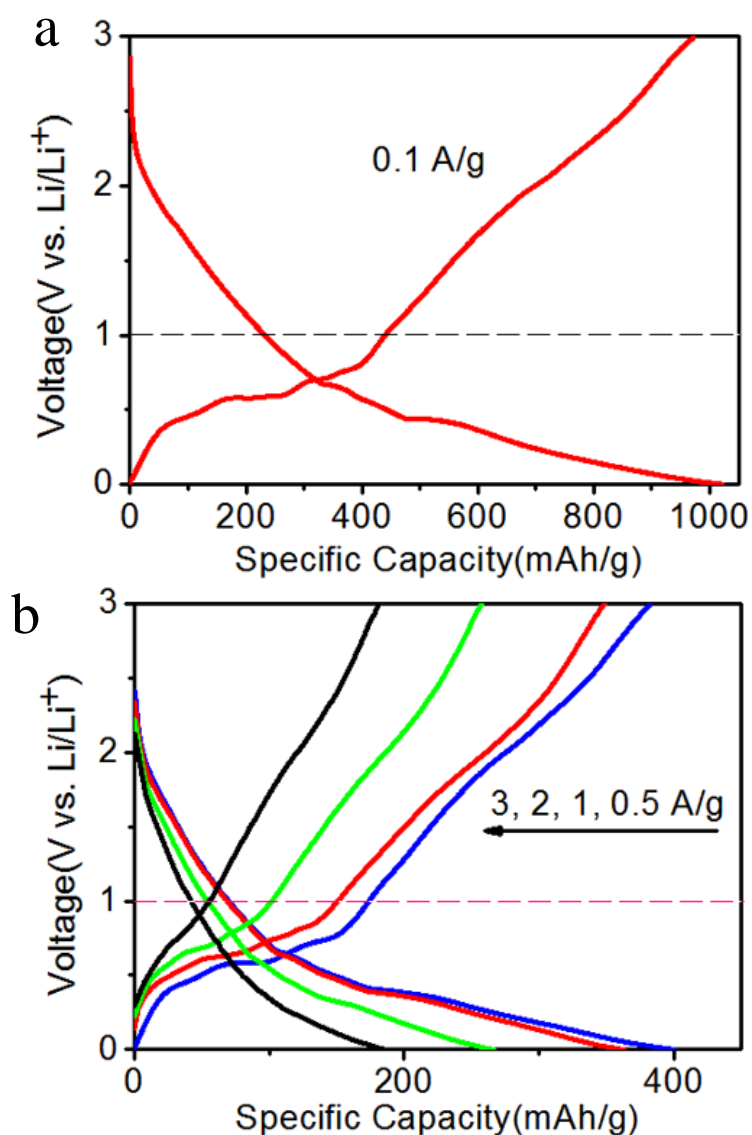 a
3
2
1
0
Voltage(V vs. Li/Li⁺)
0.1 A/g
0 200 400 600 800 1000
Specific Capacity(mAh/g)
b
3
2
1
0
Voltage(V vs. Li/Li⁺)
3, 2, 1, 0.5 A/g
0 200 400
Specific Capacity(mAh/g)